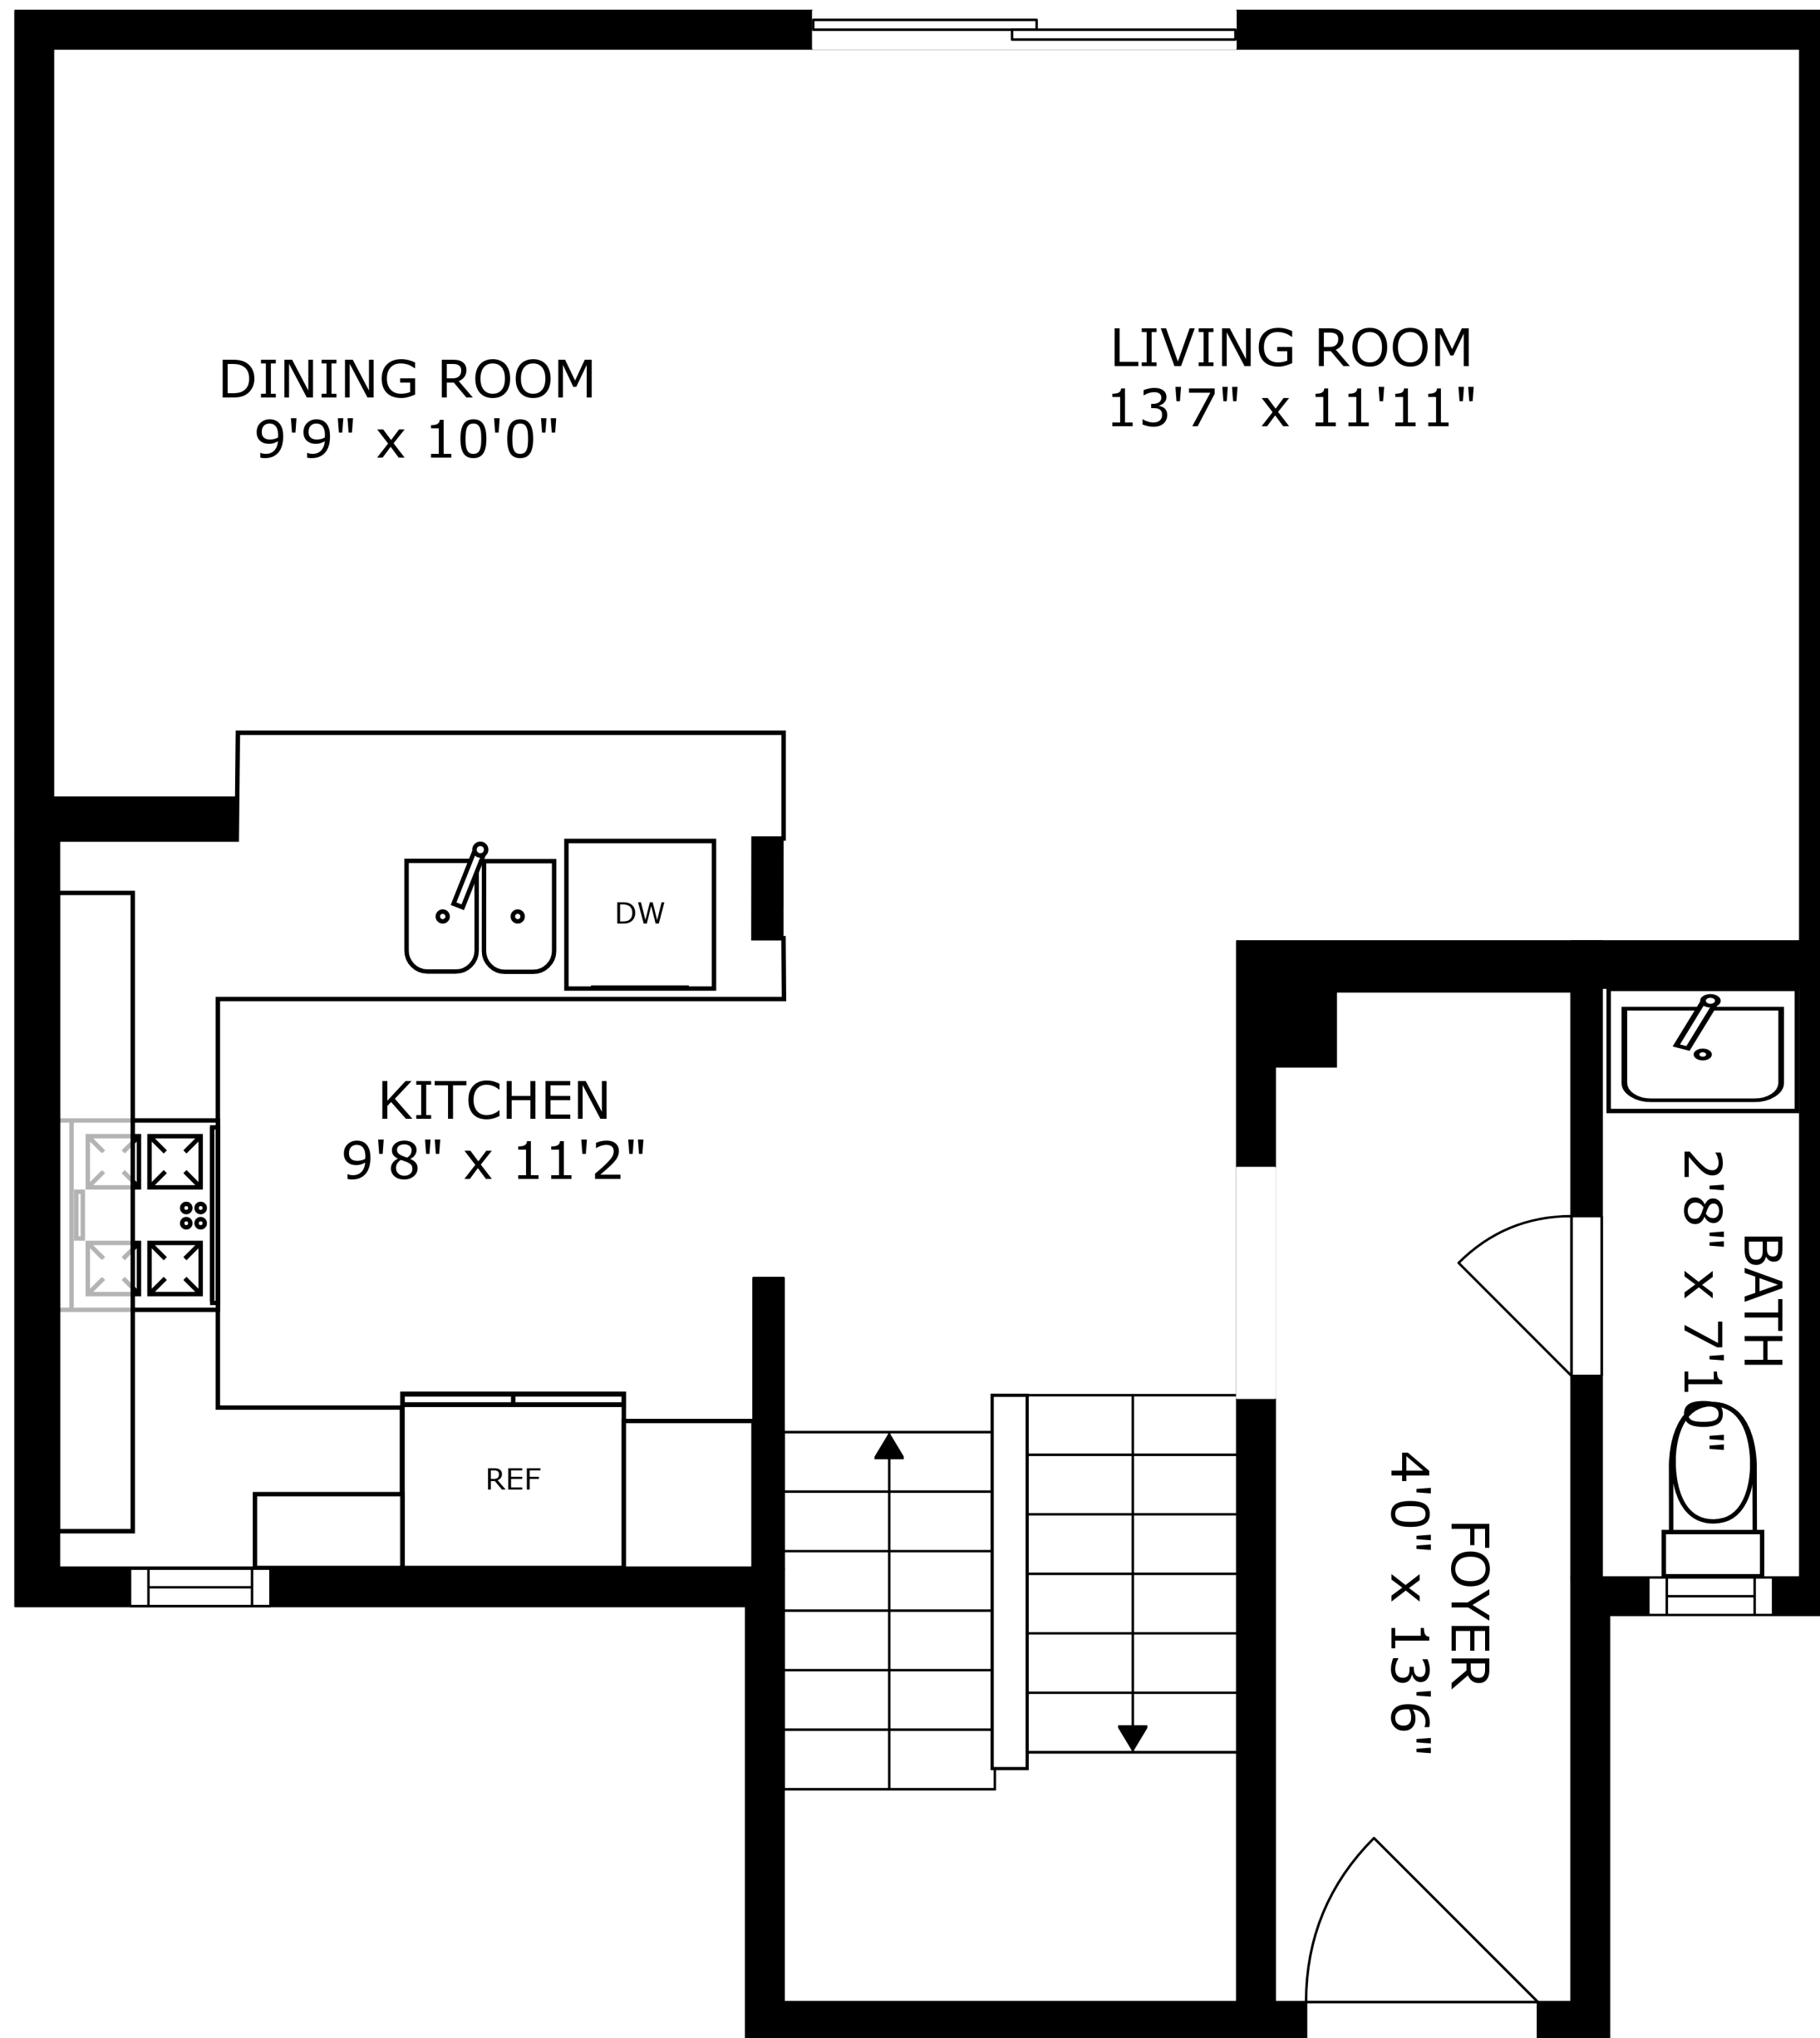 LIVING ROOM
13'7" x 11'11"
DINING ROOM
9'9" x 10'0"
DW
KITCHEN
9'8" x 11'2"
BATH
2'8" x 7'10"
REF
FOYER
4'0" x 13'6"